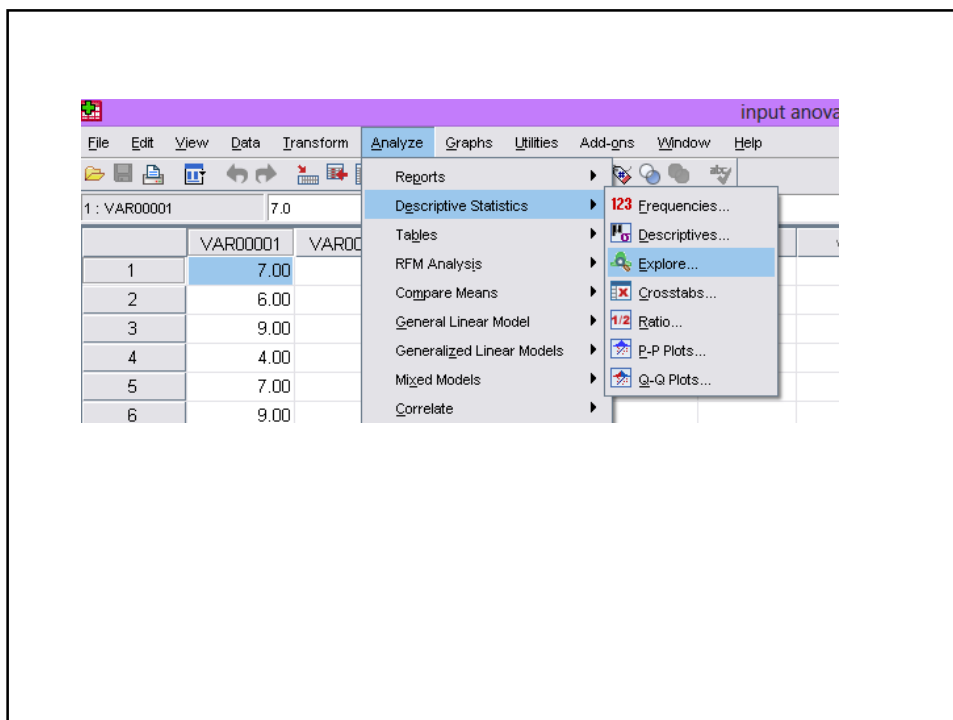 input anova
File Edit View Data Transform Analyze Graphs Utilities Add-ons Window Help
1 : VAR00001 7.0
VAR00001 VAR00
1 7.00
2 6.00
3 9.00
4 4.00
5 7.00
6 9.00
Reports
Descriptive Statistics
Tables
RFM Analysis
Compare Means
General Linear Model
Generalized Linear Models
Mixed Models
Correlate
123 Frequencies...
Descriptives...
Explore...
Crosstabs...
1/2 Ratio...
P-P Plots...
Q-Q Plots...